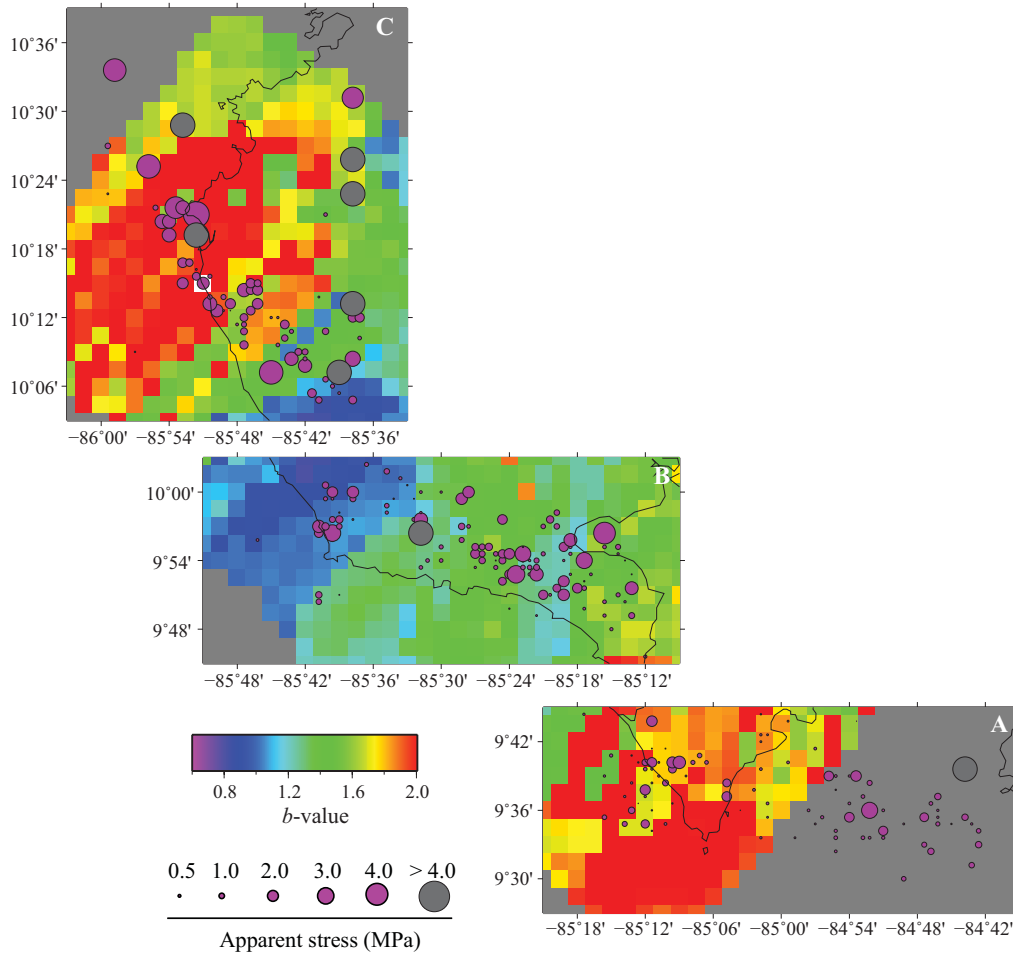 C
10°36'
10°30'
10°24'
10°18'
10°12'
10°06'
−86°00' −85°54' −85°48' −85°42' −85°36'
B
10°00'
9°54'
9°48'
−85°48' −85°42' −85°36' −85°30' −85°24' −85°18' −85°12'
A
9°42'
9°36'
9°30'
−85°18' −85°12' −85°06' −85°00' −84°54' −84°48' −84°42'
0.8 1.2 1.6 2.0
b-value
0.5 1.0 2.0 3.0 4.0 > 4.0
Apparent stress (MPa)